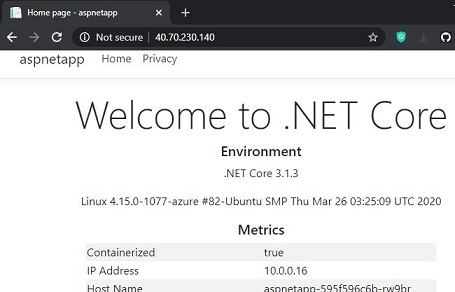 Home page - aspnetapp
Not secure 40.70.230.140
aspnetapp Home Privacy
Welcome to .NET Core
Environment
.NET Core 3.1.3
Linux 4.15.0-1077-azure #82-Ubuntu SMP Thu Mar 26 03:25:09 UTC 2020
Metrics
Containerized true
IP Address 10.0.0.16
Host Name aspnetapp-595f596c6b-rw9br